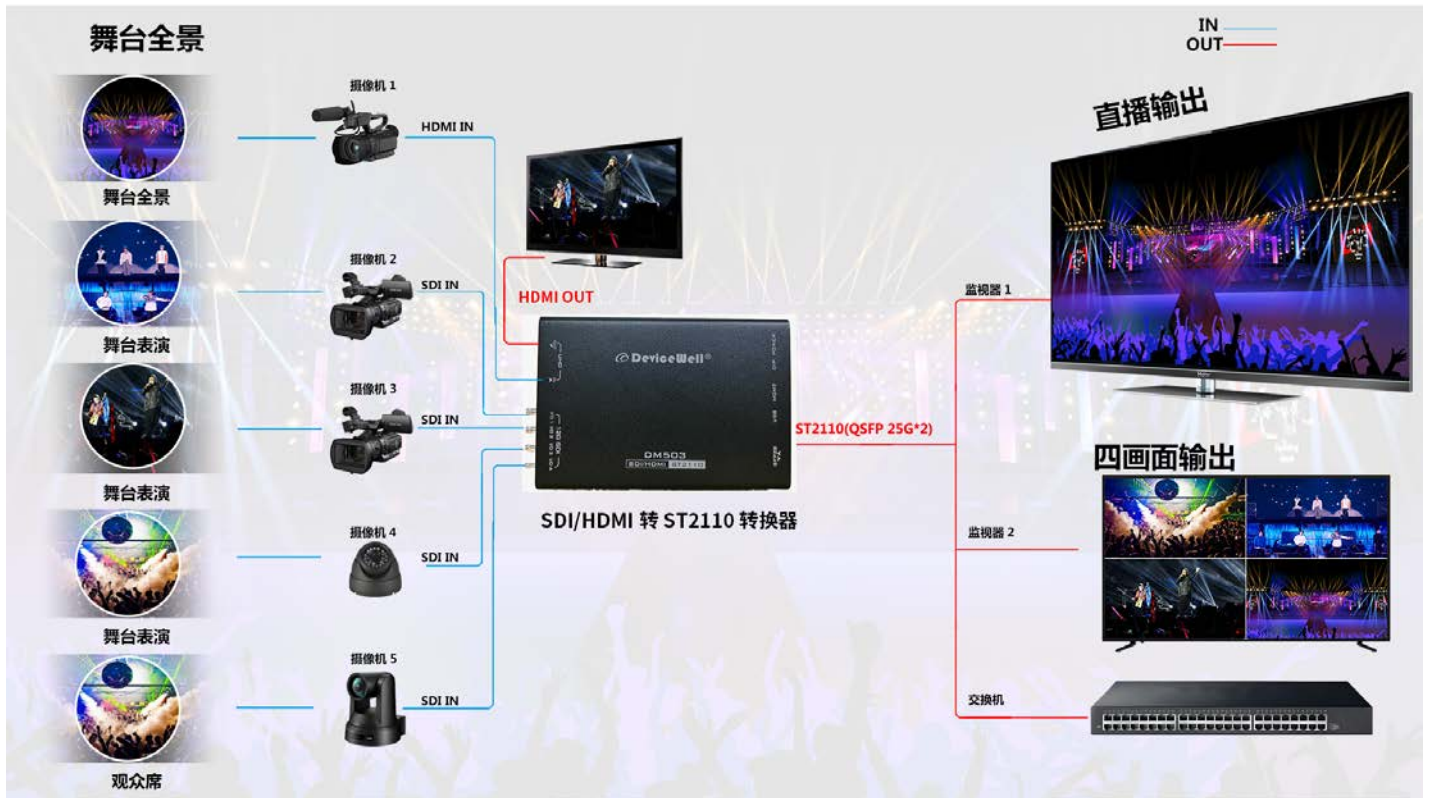 舞台全景
IN
OUT
摄像机 1
HDMI IN
直播输出
舞台全景
摄像机 2
SDI IN
HDMI OUT
监视器 1
舞台表演
DeviceWell®
摄像机 3
SDI IN
ST2110(QSFP 25G*2)
DM503
SDI/HDMI ST2110
四画面输出
舞台表演
SDI/HDMI 转 ST2110 转换器
摄像机 4
SDI IN
监视器 2
舞台表演
摄像机 5
SDI IN
交换机
观众席